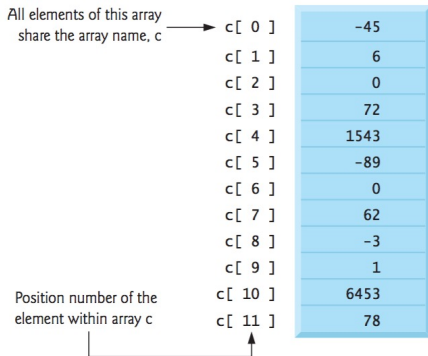 All elements of this array
share the array name, c
c[ 0 ] -45
c[ 1 ] 6
c[ 2 ] 0
c[ 3 ] 72
c[ 4 ] 1543
c[ 5 ] -89
c[ 6 ] 0
c[ 7 ] 62
c[ 8 ] -3
c[ 9 ] 1
c[ 10 ] 6453
c[ 11 ] 78
Position number of the
element within array c